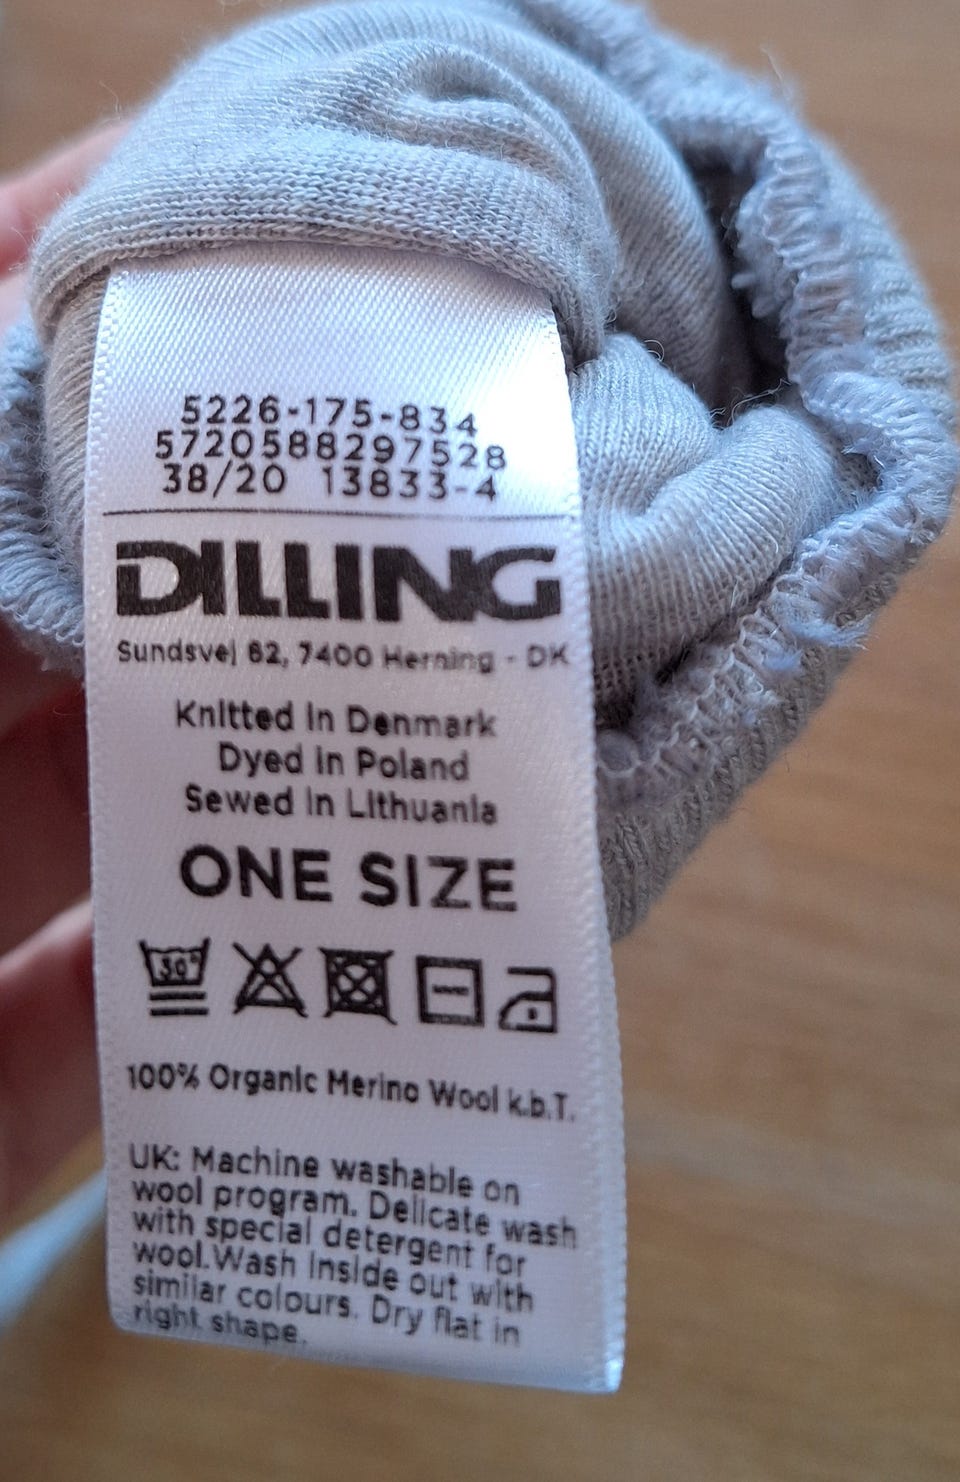 5226-175-834
5720588297528
38/20 13833-4
DILLING
Sundsvej 62, 7400 Herning - DK
Knitted in Denmark
Dyed in Poland
Sewed in Lithuania
ONE SIZE
30°
100% Organic Merino Wool k.b.T.
UK: Machine washable on
wool program. Delicate wash
with special detergent for
wool.Wash inside out with
similar colours. Dry flat in
right shape.